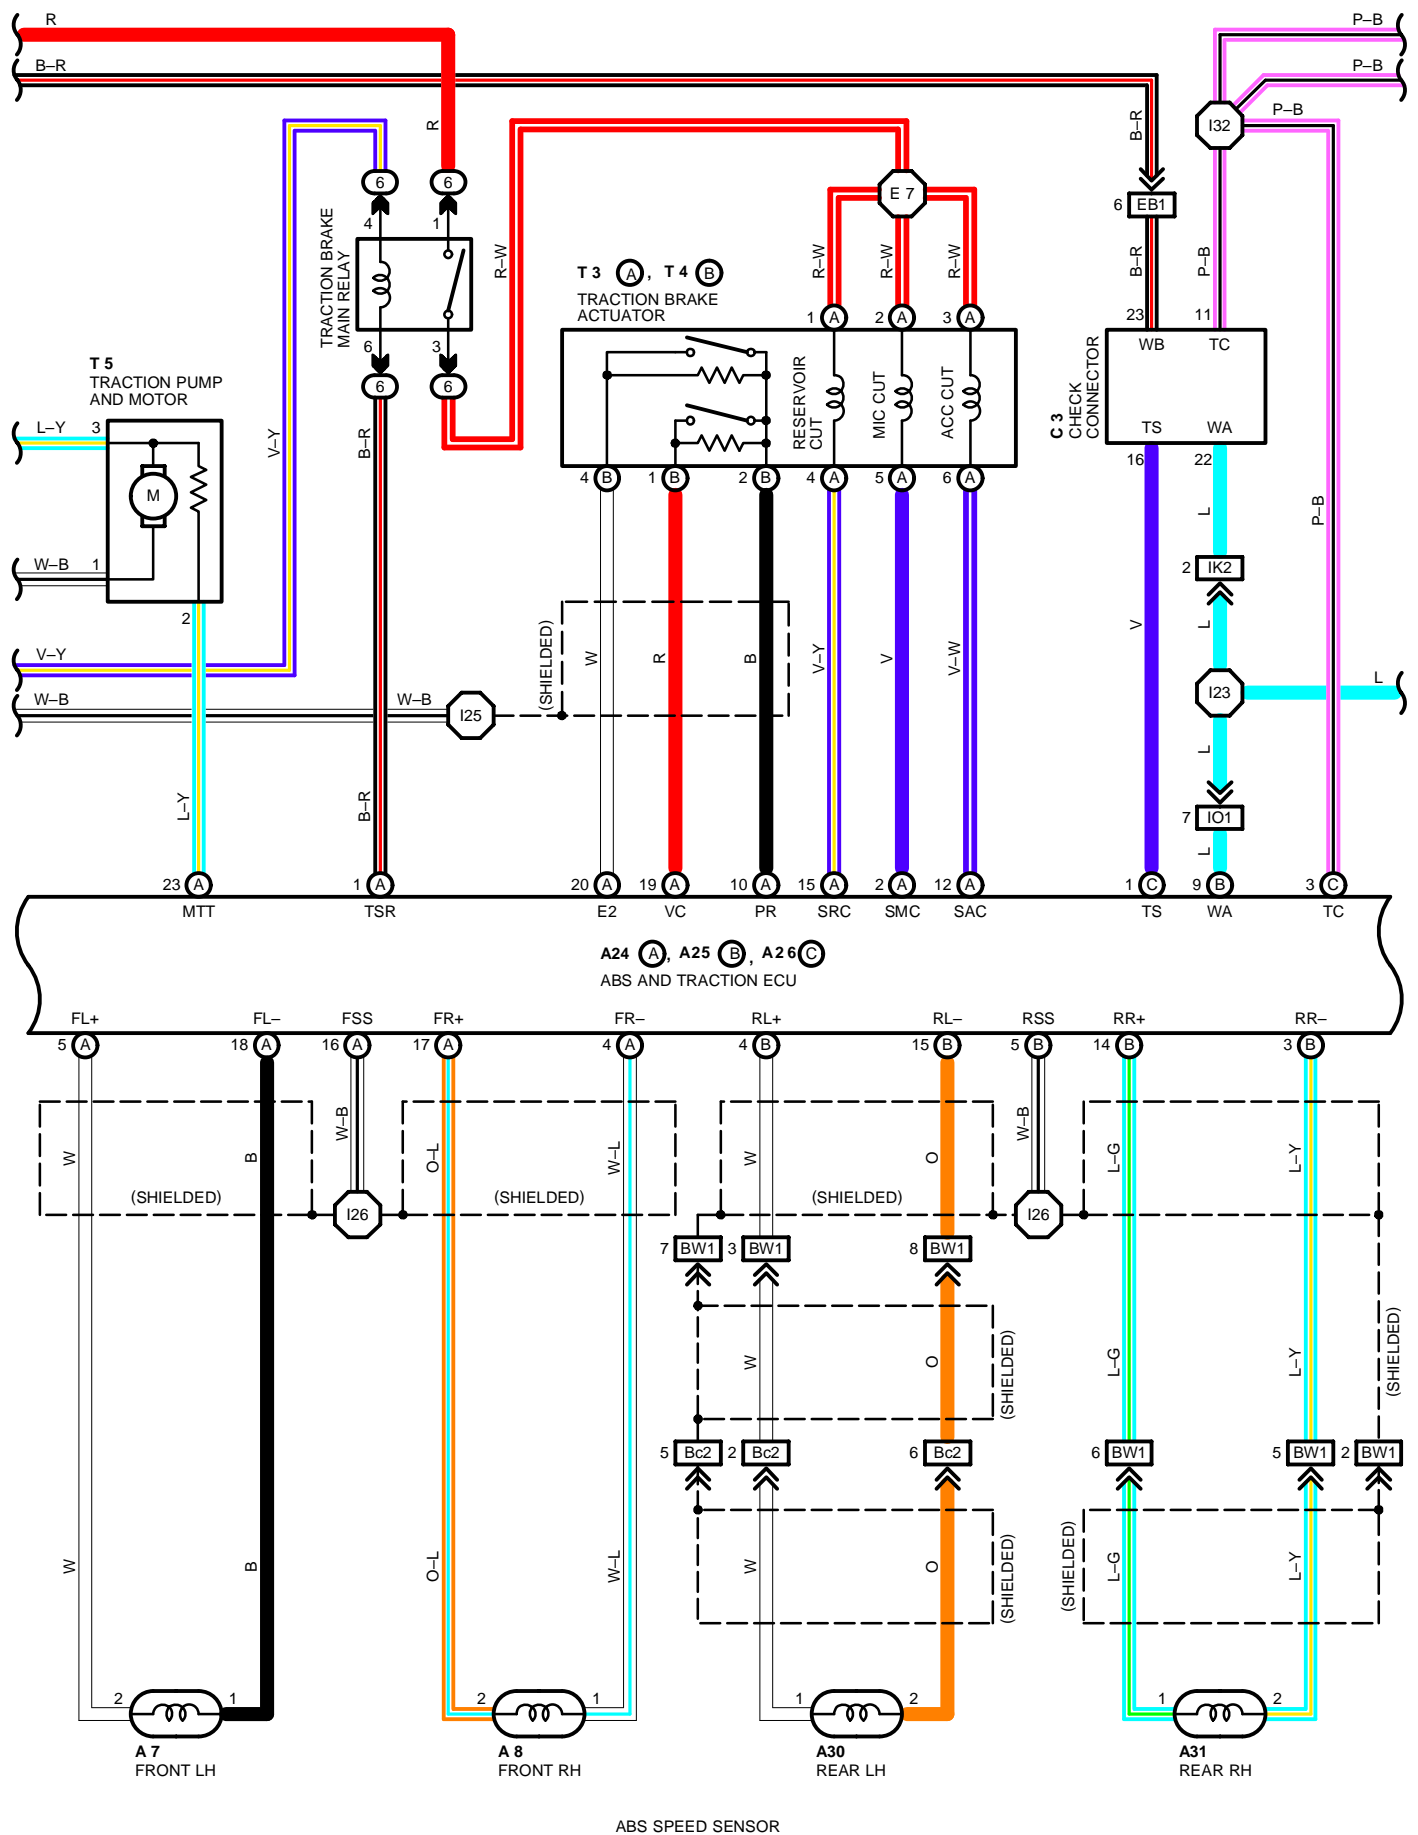 R
P–B
B–R
P–B
P–B
R
B–R
I32
6
6
E 7
6
EB1
4
1
TRACTION BRAKE
MAIN RELAY
R–W
R–W
R–W
R–W
B–R
P–B
T 3 A , T 4 B
TRACTION BRAKE
ACTUATOR
1 A
2 A
3 A
23
11
6
3
WB
TC
6
6
T 5
TRACTION PUMP
AND MOTOR
RESERVOIR
CUT
MIC CUT
ACC CUT
C 3
CHECK
CONNECTOR
L–Y
3
V–Y
B–R
TS
WA
16
22
4 B
1 B
2 B
4 A
5 A
6 A
M
L
P–B
W–B
1
2
IK2
2
(SHIELDED)
W
R
B
V–Y
V
V–W
V
L
V–Y
W–B
W–B
I25
I23
L
L
L–Y
B–R
7
IO1
L
23 A
1 A
20 A
19 A
10 A
15 A
2 A
12 A
1 C
9 B
3 C
MTT
TSR
E2
VC
PR
SRC
SMC
SAC
TS
WA
TC
A24 A , A25 B , A26 C
ABS AND TRACTION ECU
FL+
FL–
FSS
FR+
FR–
RL+
RL–
RSS
RR+
RR–
5 A
18 A
16 A
17 A
4 A
4 B
15 B
5 B
14 B
3 B
W
B
W–B
O–L
W–L
W
O
W–B
L–G
L–Y
(SHIELDED)
(SHIELDED)
(SHIELDED)
I26
I26
7
BW1
3
BW1
8
BW1
W
O
(SHIELDED)
L–G
L–Y
(SHIELDED)
5
Bc2
2
Bc2
6
Bc2
6
BW1
5
BW1
2
BW1
W
B
O–L
W–L
W
O
(SHIELDED)
(SHIELDED)
L–G
L–Y
2
1
2
1
1
2
1
2
A 7
FRONT LH
A 8
FRONT RH
A30
REAR LH
A31
REAR RH
ABS SPEED SENSOR